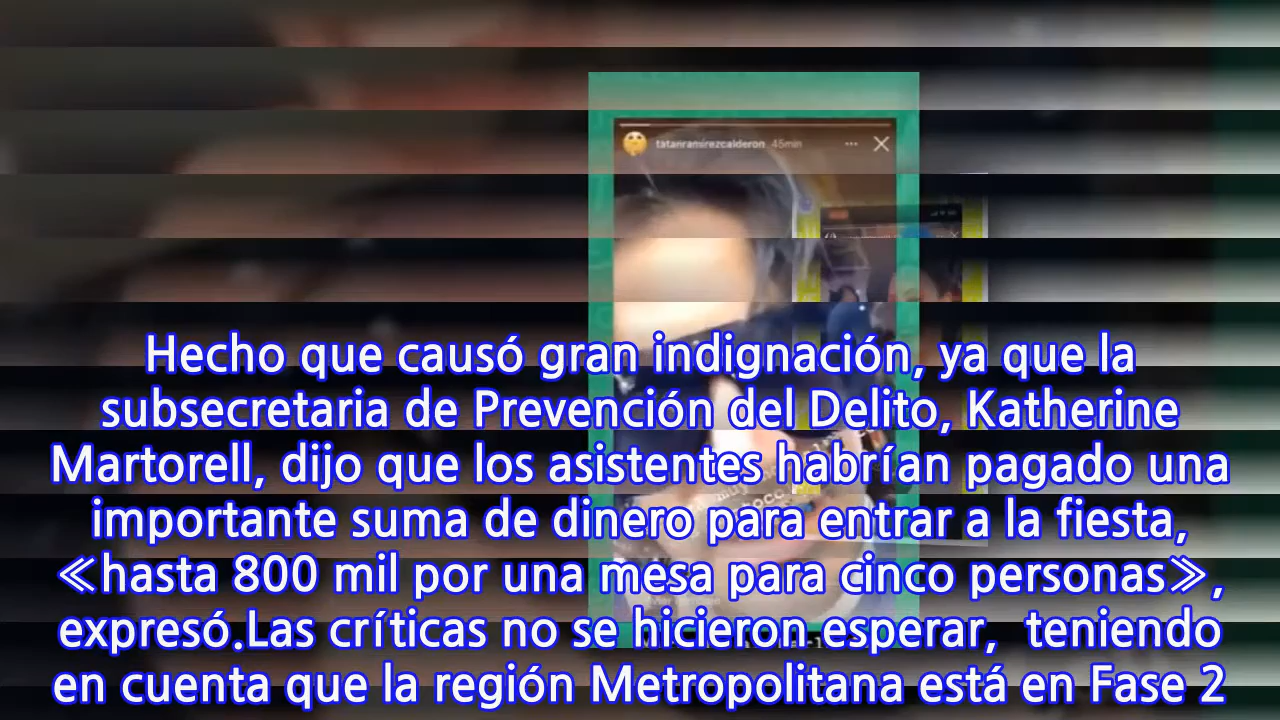 tatanramirezcalderon 45min
Hecho que causó gran indignación, ya que la
subsecretaria de Prevención del Delito, Katherine
Martorell, dijo que los asistentes habrían pagado una
importante suma de dinero para entrar a la fiesta,
≪hasta 800 mil por una mesa para cinco personas≫,
expresó.Las críticas no se hicieron esperar,  teniendo
en cuenta que la región Metropolitana está en Fase 2